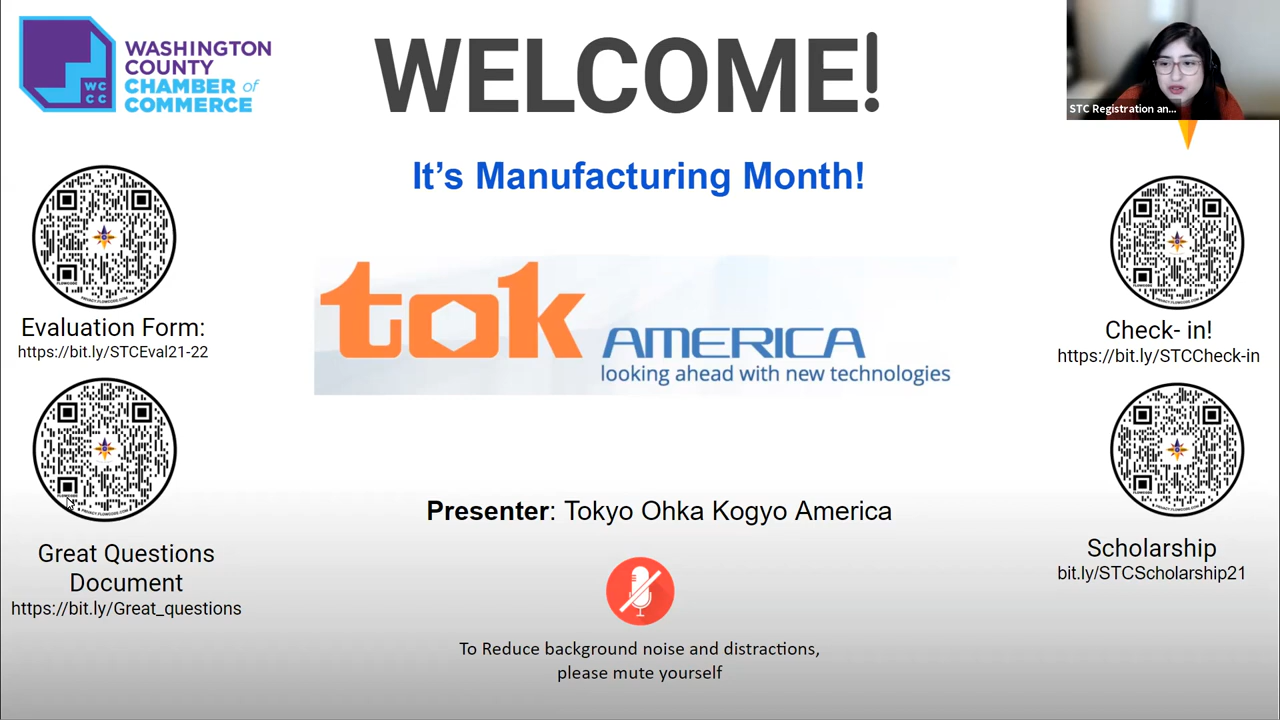 WASHINGTON
COUNTY
CHAMBER of
COMMERCE
WC
CC
WELCOME!
STC Registration an...
It's Manufacturing Month!
tok AMERICA
looking ahead with new technologies
Evaluation Form:
https://bit.ly/STCEval21-22
Check- in!
https://bit.ly/STCCheck-in
Presenter: Tokyo Ohka Kogyo America
Great Questions
Document
https://bit.ly/Great_questions
Scholarship
bit.ly/STCScholarship21
To Reduce background noise and distractions,
please mute yourself